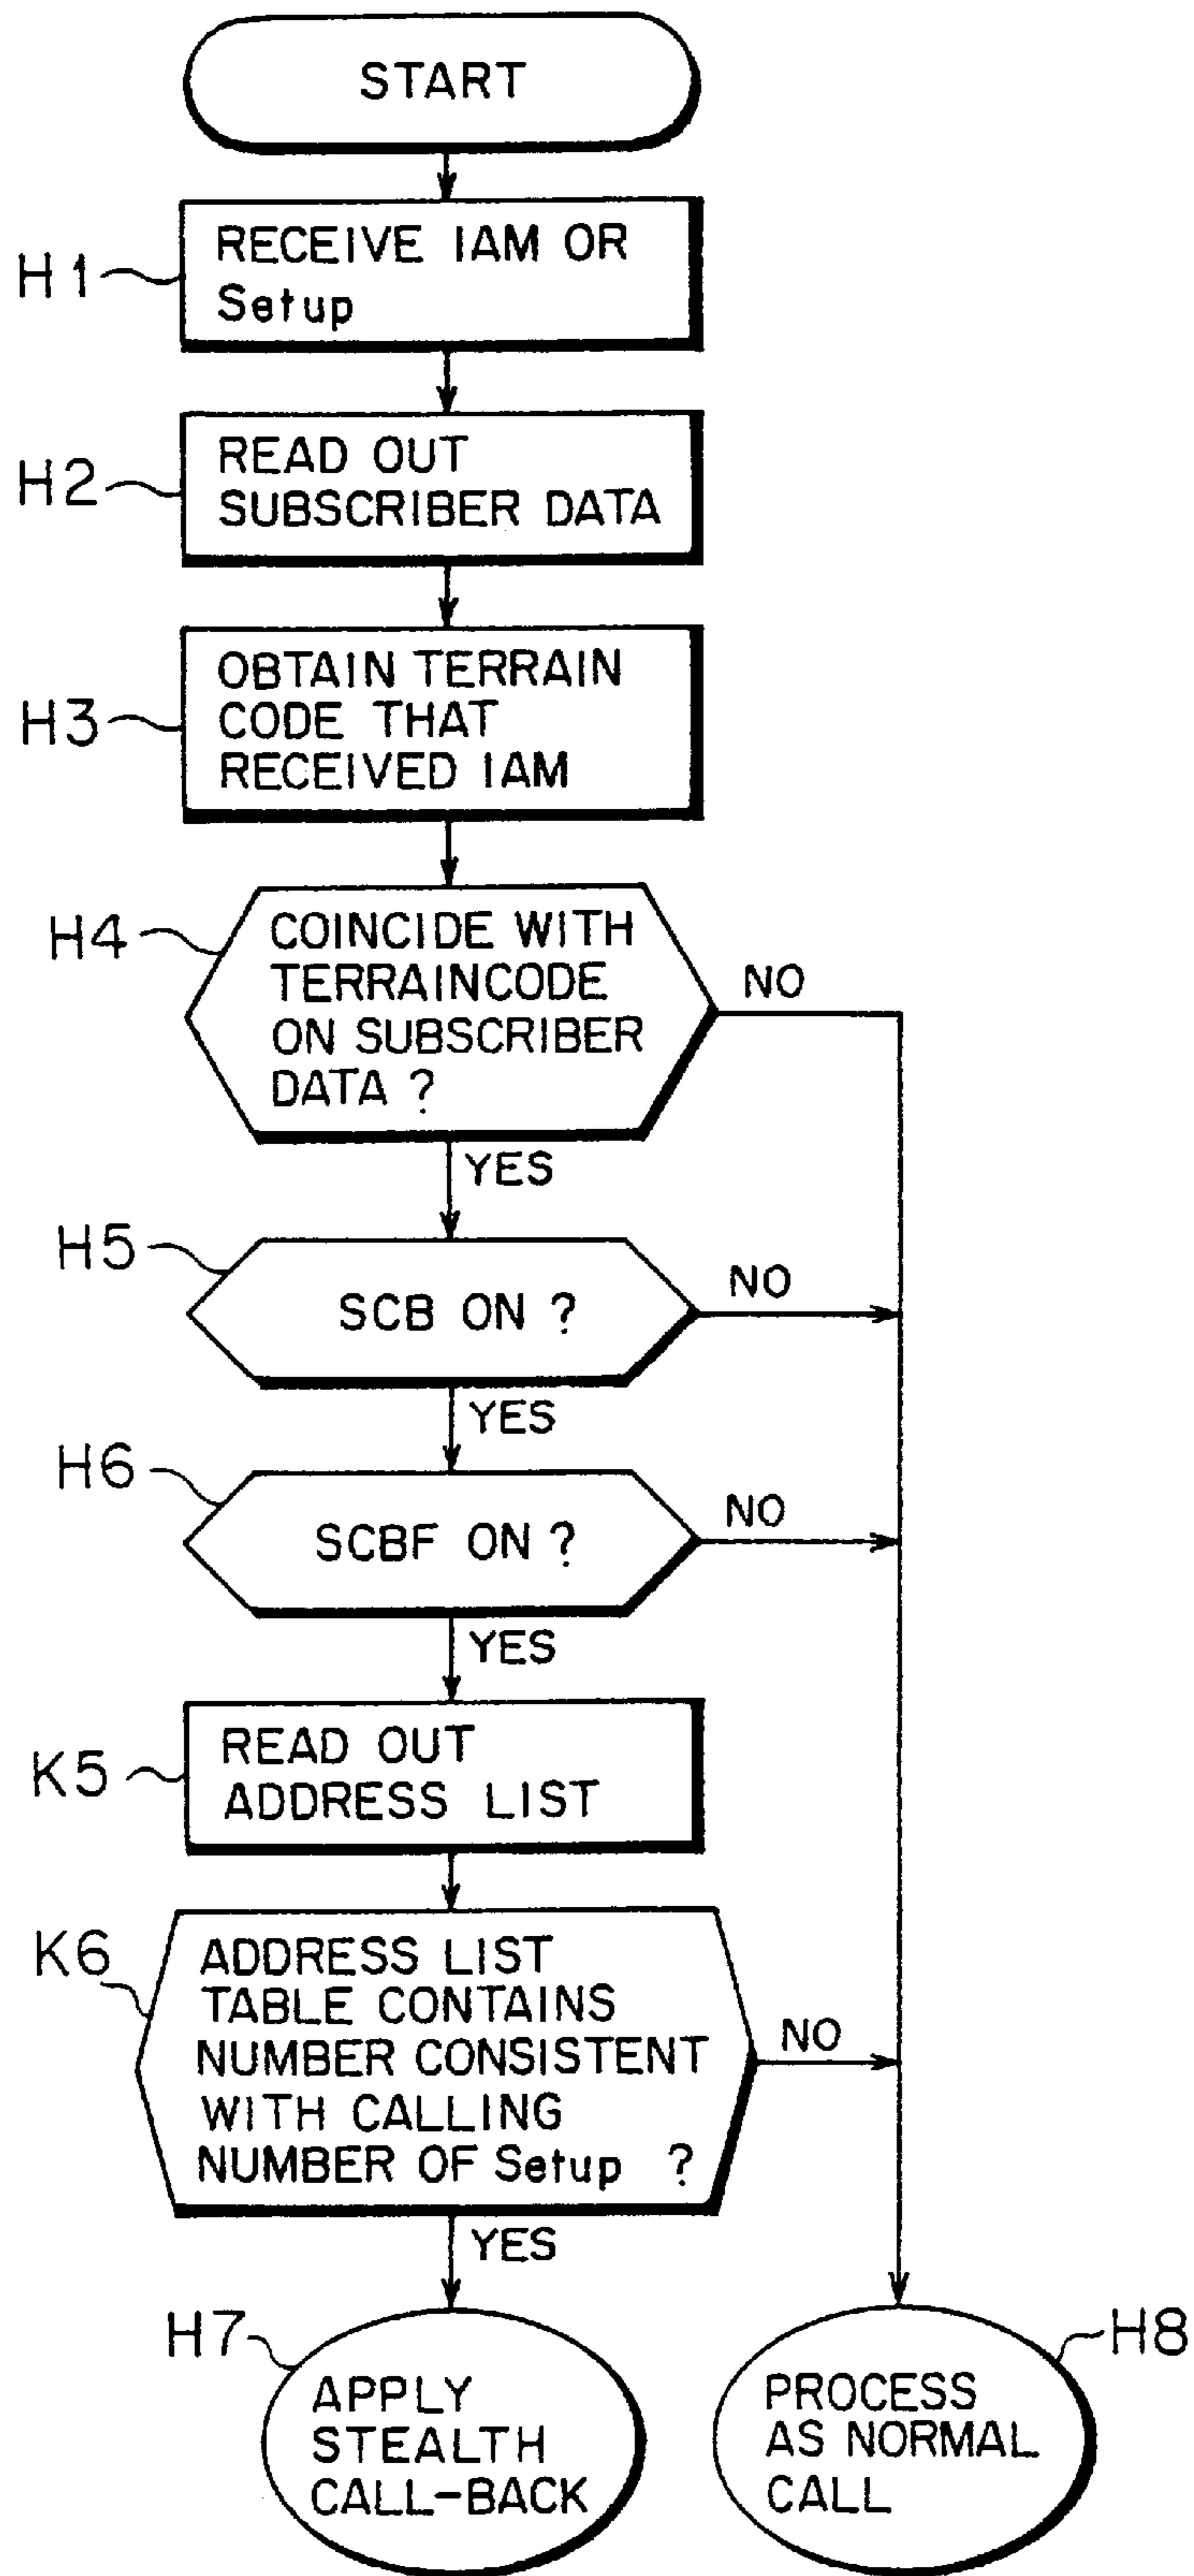 START
H1
RECEIVE IAM OR
Setup
H2
READ OUT
SUBSCRIBER DATA
H3
OBTAIN TERRAIN
CODE THAT
RECEIVED IAM
H4
COINCIDE WITH
TERRAINCODE
ON SUBSCRIBER
DATA ?
NO
YES
H5
SCB ON ?
NO
YES
H6
SCBF ON ?
NO
YES
K5
READ OUT
ADDRESS LIST
K6
ADDRESS LIST
TABLE CONTAINS
NUMBER CONSISTENT
WITH CALLING
NUMBER OF Setup ?
NO
YES
H7
APPLY
STEALTH
CALL-BACK
H8
PROCESS
AS NORMAL
CALL